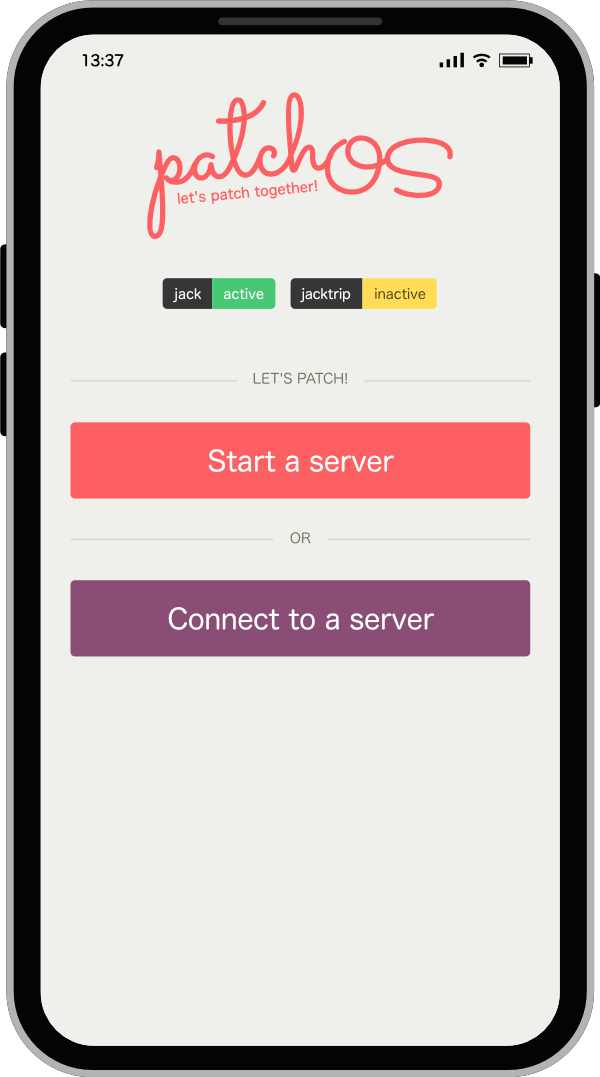 13:37
patchOS
let's patch together!
jack active jacktrip inactive
LET'S PATCH!
Start a server
OR
Connect to a server